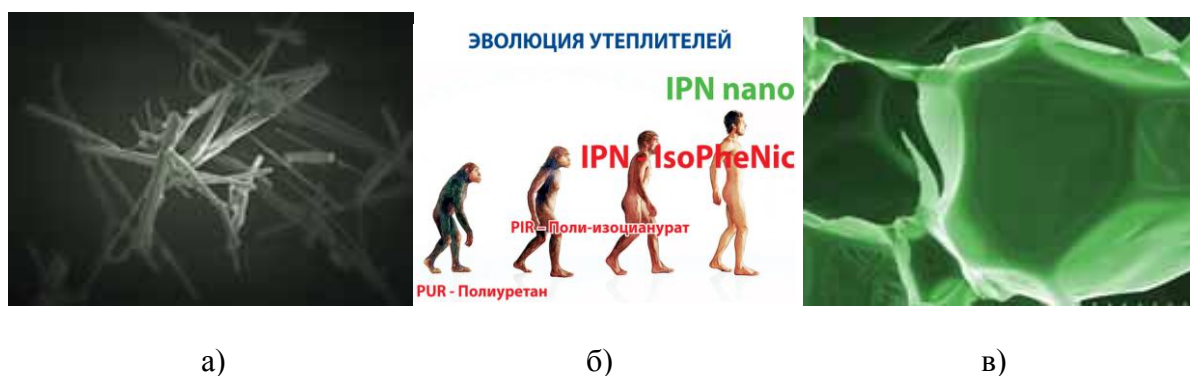 ЭВОЛЮЦИЯ УТЕПЛИТЕЛЕЙ
IPN nano
IPN - IsoPheNic
PIR – Поли-изоцианурат
PUR - Полиуретан
а)
б)
в)